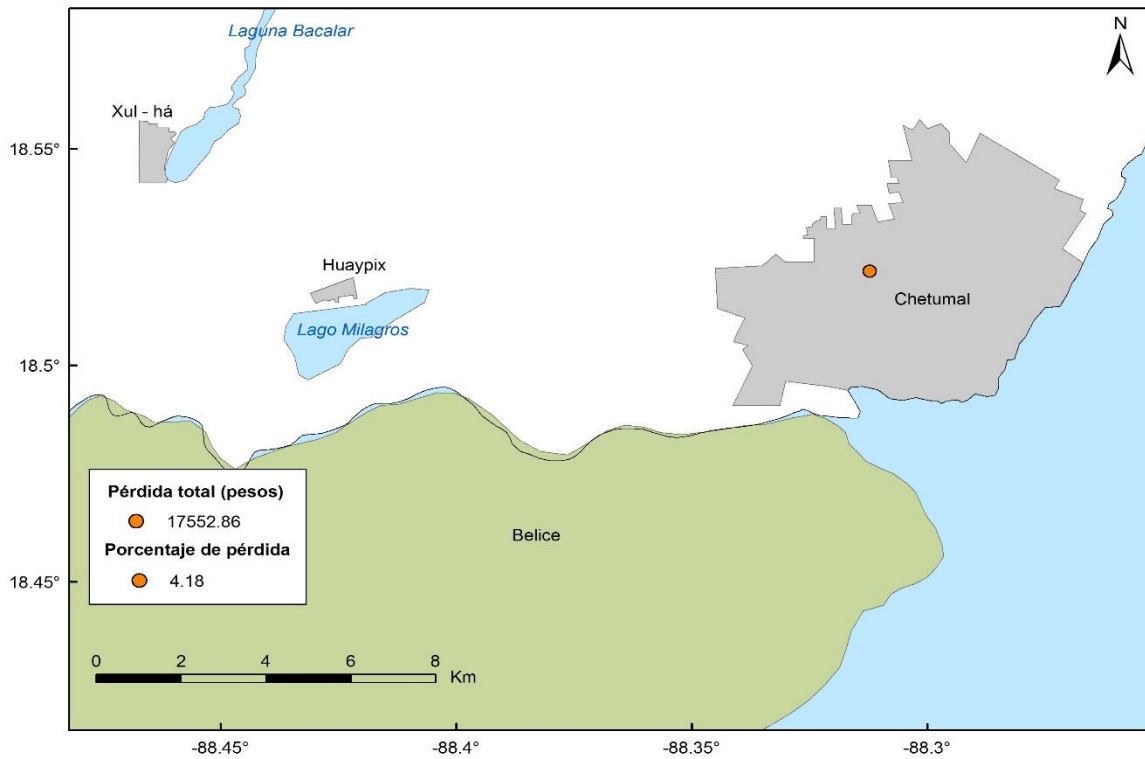 Laguna Bacalar
N
Xul - há
18.55°
Huaypix
Chetumal
Lago Milagros
18.5°
Pérdida total (pesos)
17552.86
Porcentaje de pérdida
4.18
Belice
18.45°
0 2 4 6 8
Km
-88.45° -88.4° -88.35° -88.3°